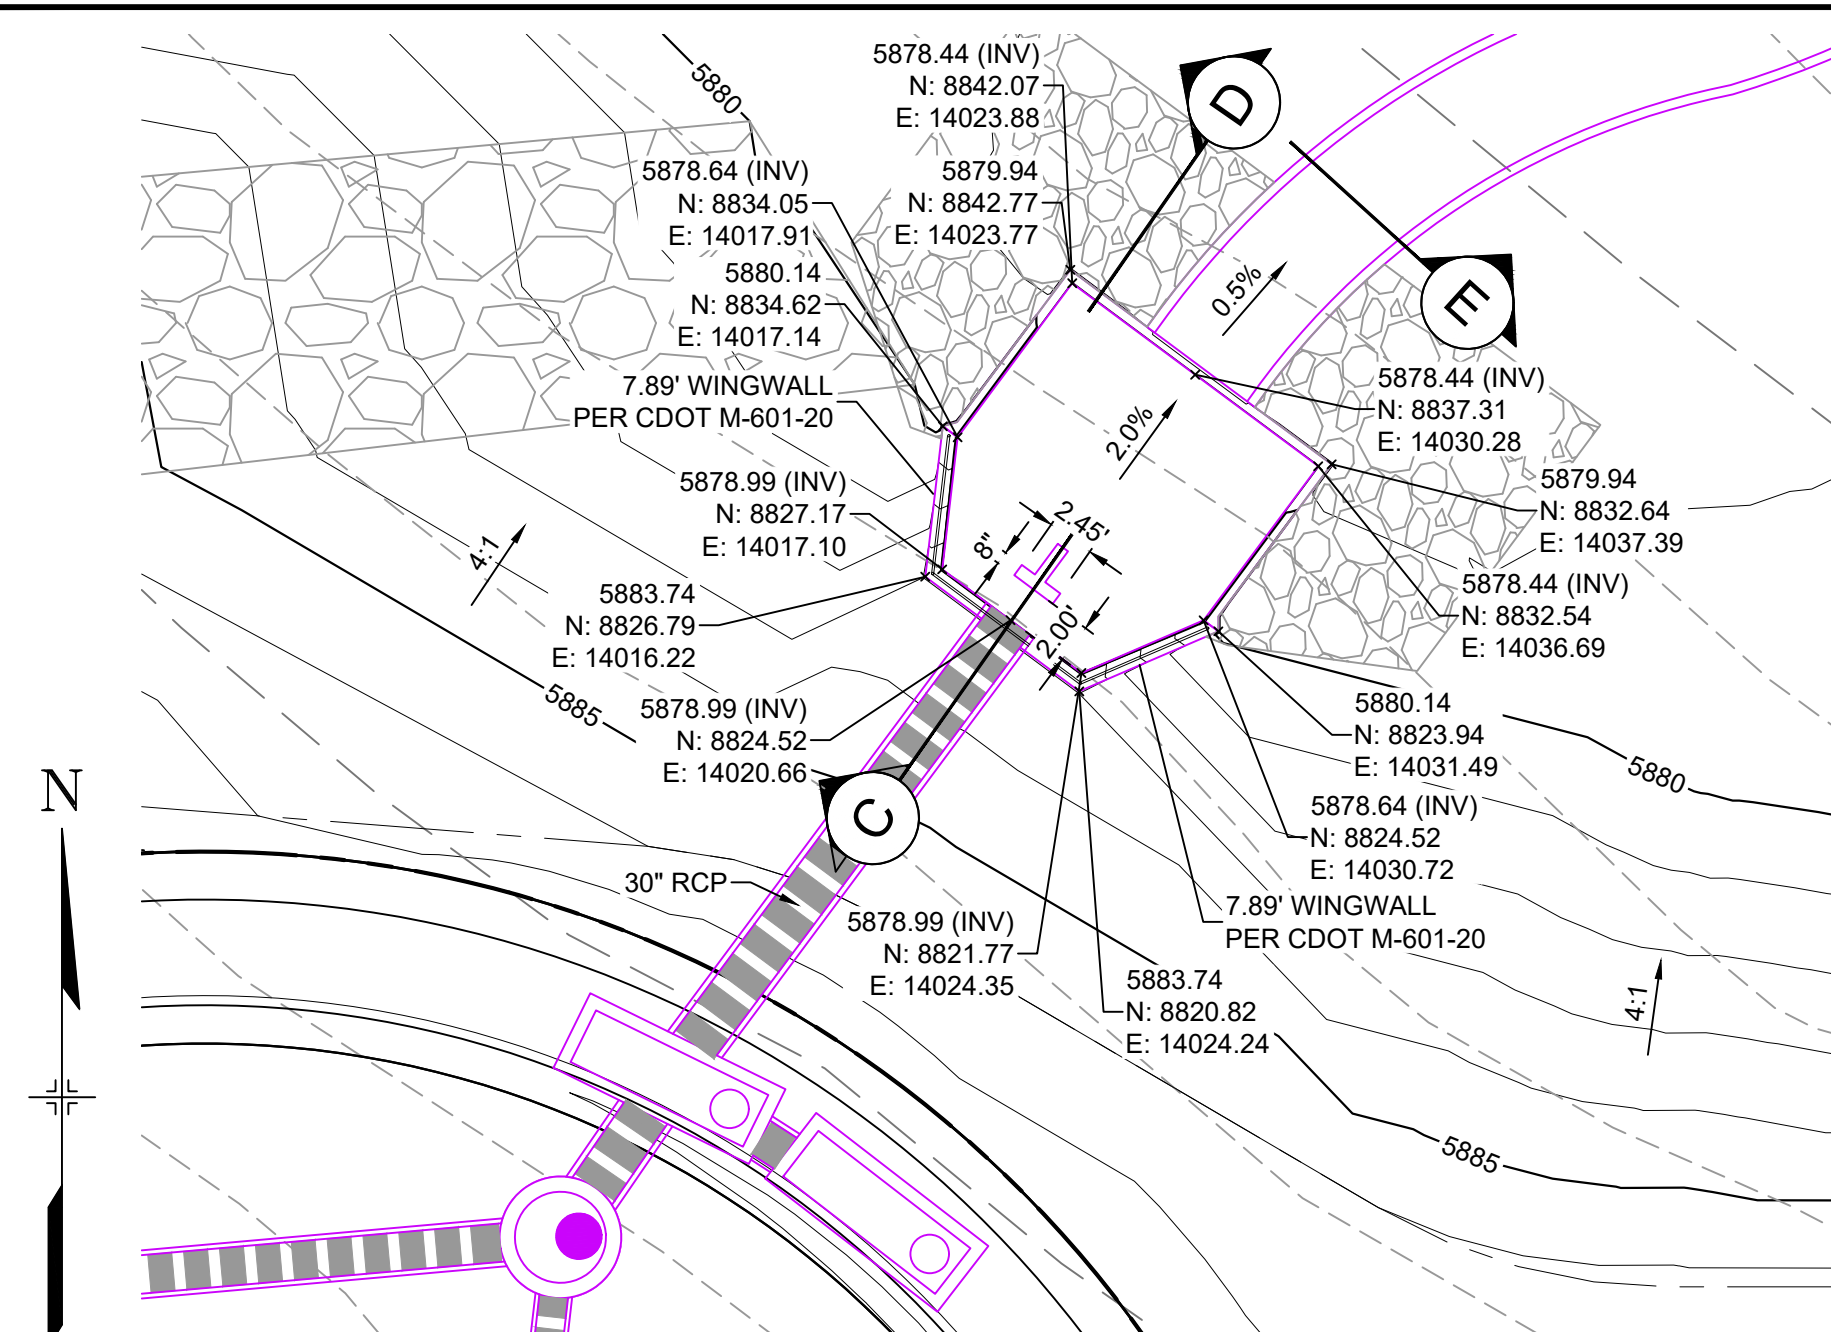 5880
5878.44 (INV)
N: 8842.07
E: 14023.88
D
5878.64 (INV)
N: 8834.05
E: 14017.91
5879.94
N: 8842.77
E: 14023.77
5880.14
N: 8834.62
E: 14017.14
0.5%
E
7.89' WINGWALL
PER CDOT M-601-20
5878.44 (INV)
N: 8837.31
E: 14030.28
2.0%
5878.99 (INV)
N: 8827.17
E: 14017.10
5879.94
N: 8832.64
E: 14037.39
4:1
8"
2.45'
2.00'
5883.74
N: 8826.79
E: 14016.22
5878.44 (INV)
N: 8832.54
E: 14036.69
5885
5878.99 (INV)
N: 8824.52
E: 14020.66
5880.14
N: 8823.94
E: 14031.49
5880
N
C
5878.64 (INV)
N: 8824.52
E: 14030.72
30" RCP
7.89' WINGWALL
PER CDOT M-601-20
5878.99 (INV)
N: 8821.77
E: 14024.35
5883.74
N: 8820.82
E: 14024.24
4:1
5885